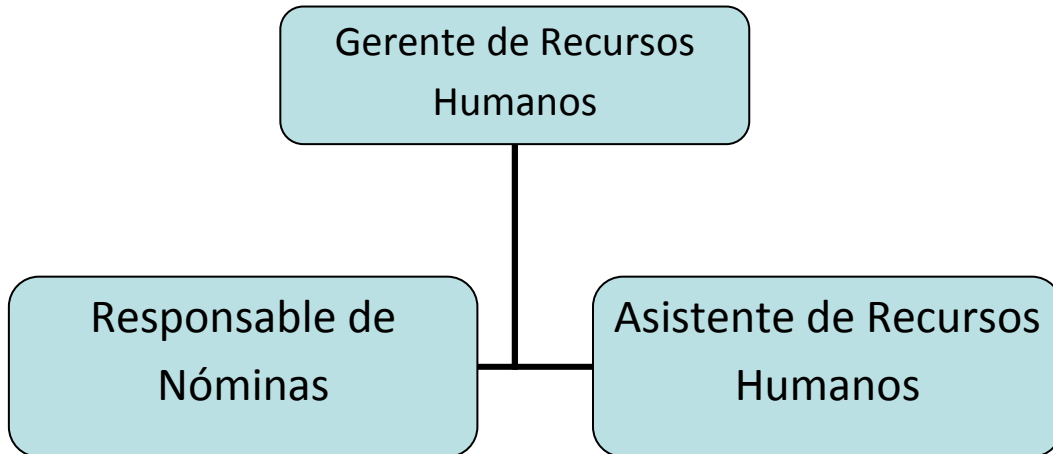 Gerente de Recursos
Humanos
Responsable de
Nóminas
Asistente de Recursos
Humanos